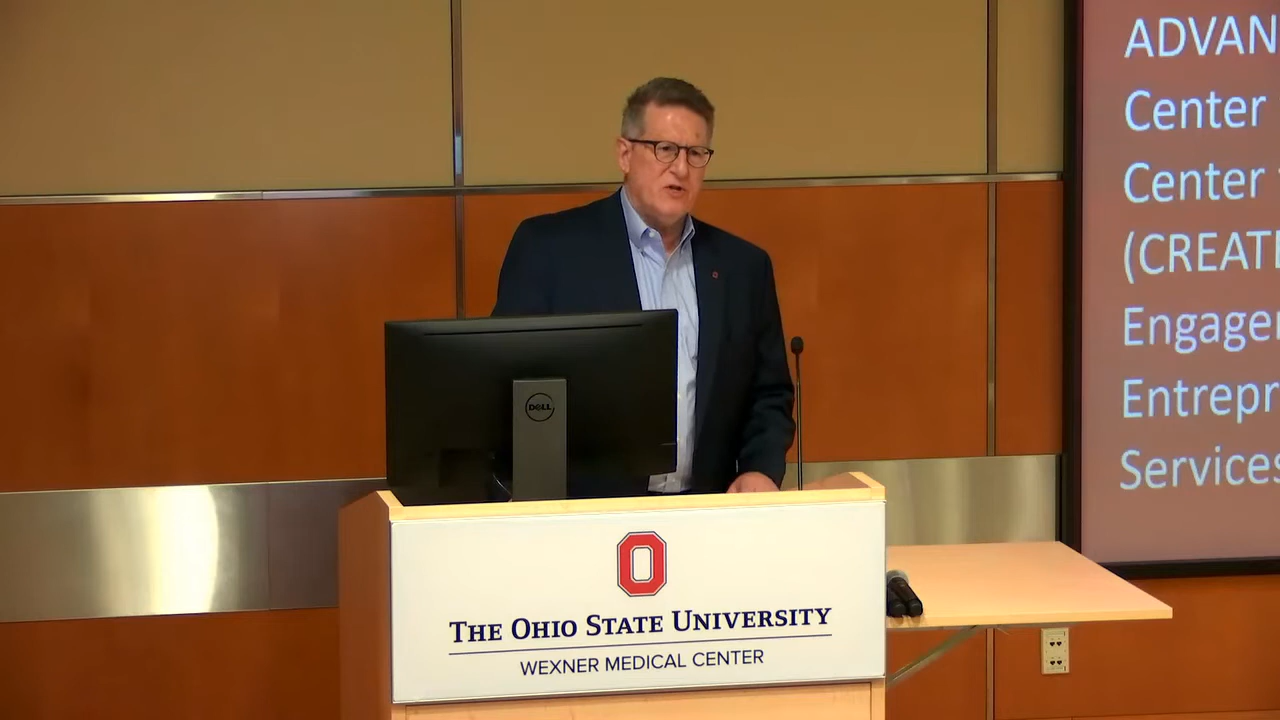 ADVAN
Center
Center
(CREATE
Engage
Entrepr
Services
DELL
O
THE OHIO STATE UNIVERSITY
WEXNER MEDICAL CENTER